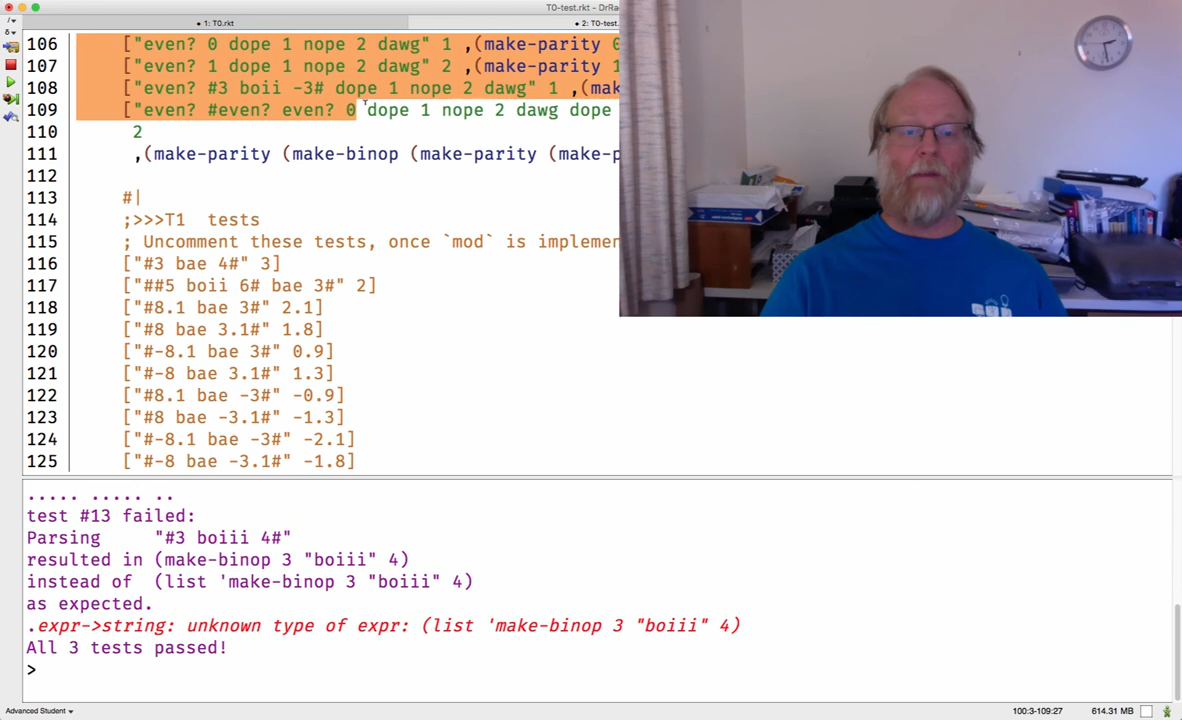 T0-test.rkt - DrRa
1: T0.rkt
2: T0-test.
106 ["even? 0 dope 1 nope 2 dawg" 1 ,(make-parity 0
107 ["even? 1 dope 1 nope 2 dawg" 2 ,(make-parity 1
108 ["even? #3 boii -3# dope 1 nope 2 dawg" 1 ,(mak
109 ["even? #even? even? 0 dope 1 nope 2 dawg dope
110 2
111 ,(make-parity (make-binop (make-parity (make-p
112
113 #|
114 ;>>>T1 tests
115 ; Uncomment these tests, once `mod` is implemen
116 ["#3 bae 4#" 3]
117 ["##5 boii 6# bae 3#" 2]
118 ["#8.1 bae 3#" 2.1]
119 ["#8 bae 3.1#" 1.8]
120 ["#-8.1 bae 3#" 0.9]
121 ["#-8 bae 3.1#" 1.3]
122 ["#8.1 bae -3#" -0.9]
123 ["#8 bae -3.1#" -1.3]
124 ["#-8.1 bae -3#" -2.1]
125 ["#-8 bae -3.1#" -1.8]
..... ..... ..
test #13 failed:
Parsing "#3 boiii 4#"
resulted in (make-binop 3 "boiii" 4)
instead of (list 'make-binop 3 "boiii" 4)
as expected.
.expr->string: unknown type of expr: (list 'make-binop 3 "boiii" 4)
All 3 tests passed!
>
Advanced Student
100:3-109:27
614.31 MB